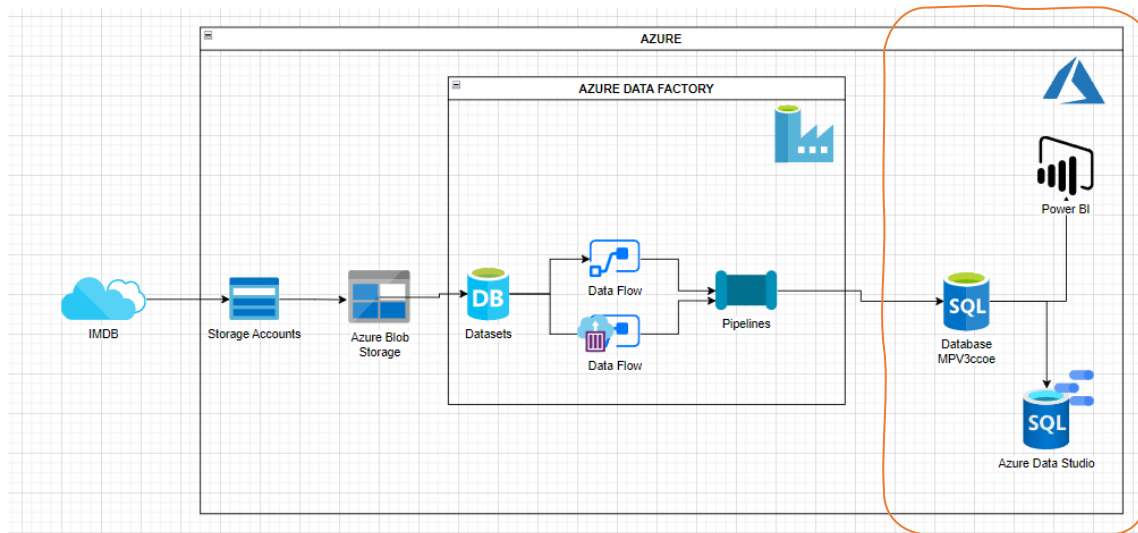 AZURE
AZURE DATA FACTORY
Power BI
IMDB
Storage Accounts
Azure Blob
Storage
DB
Datasets
Data Flow
Data Flow
Pipelines
SQL
Database
MPV3ccoe
SQL
Azure Data Studio